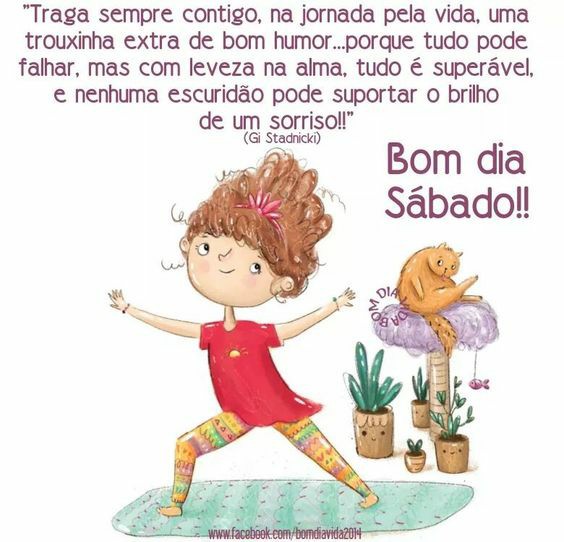 "Traga sempre contigo, na jornada pela vida, uma
trouxinha extra de bom humor...porque tudo pode
falhar, mas com leveza na alma, tudo é superável,
e nenhuma escuridão pode suportar o brilho
de um sorriso!!"
(Gi Stadnicki)
Bom dia
Sábado!!
BOM DIA
VIDA
www.facebook.com/bomdiavida2014